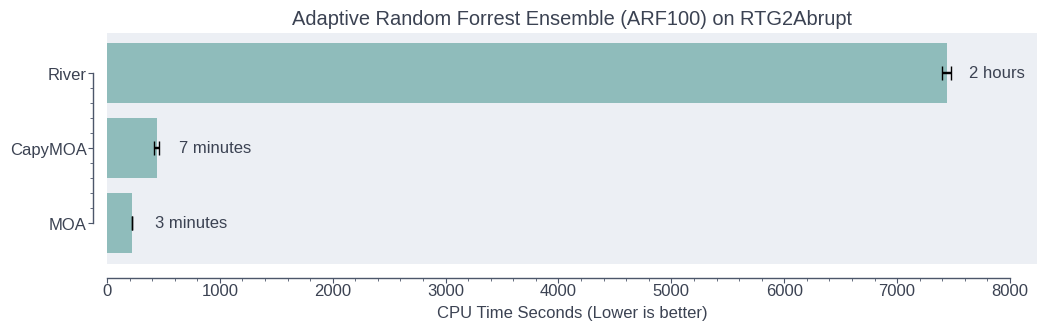 Adaptive Random Forrest Ensemble (ARF100) on RTG2Abrupt
River
2 hours
CapyMOA
7 minutes
MOA
3 minutes
0 1000 2000 3000 4000 5000 6000 7000 8000
CPU Time Seconds (Lower is better)